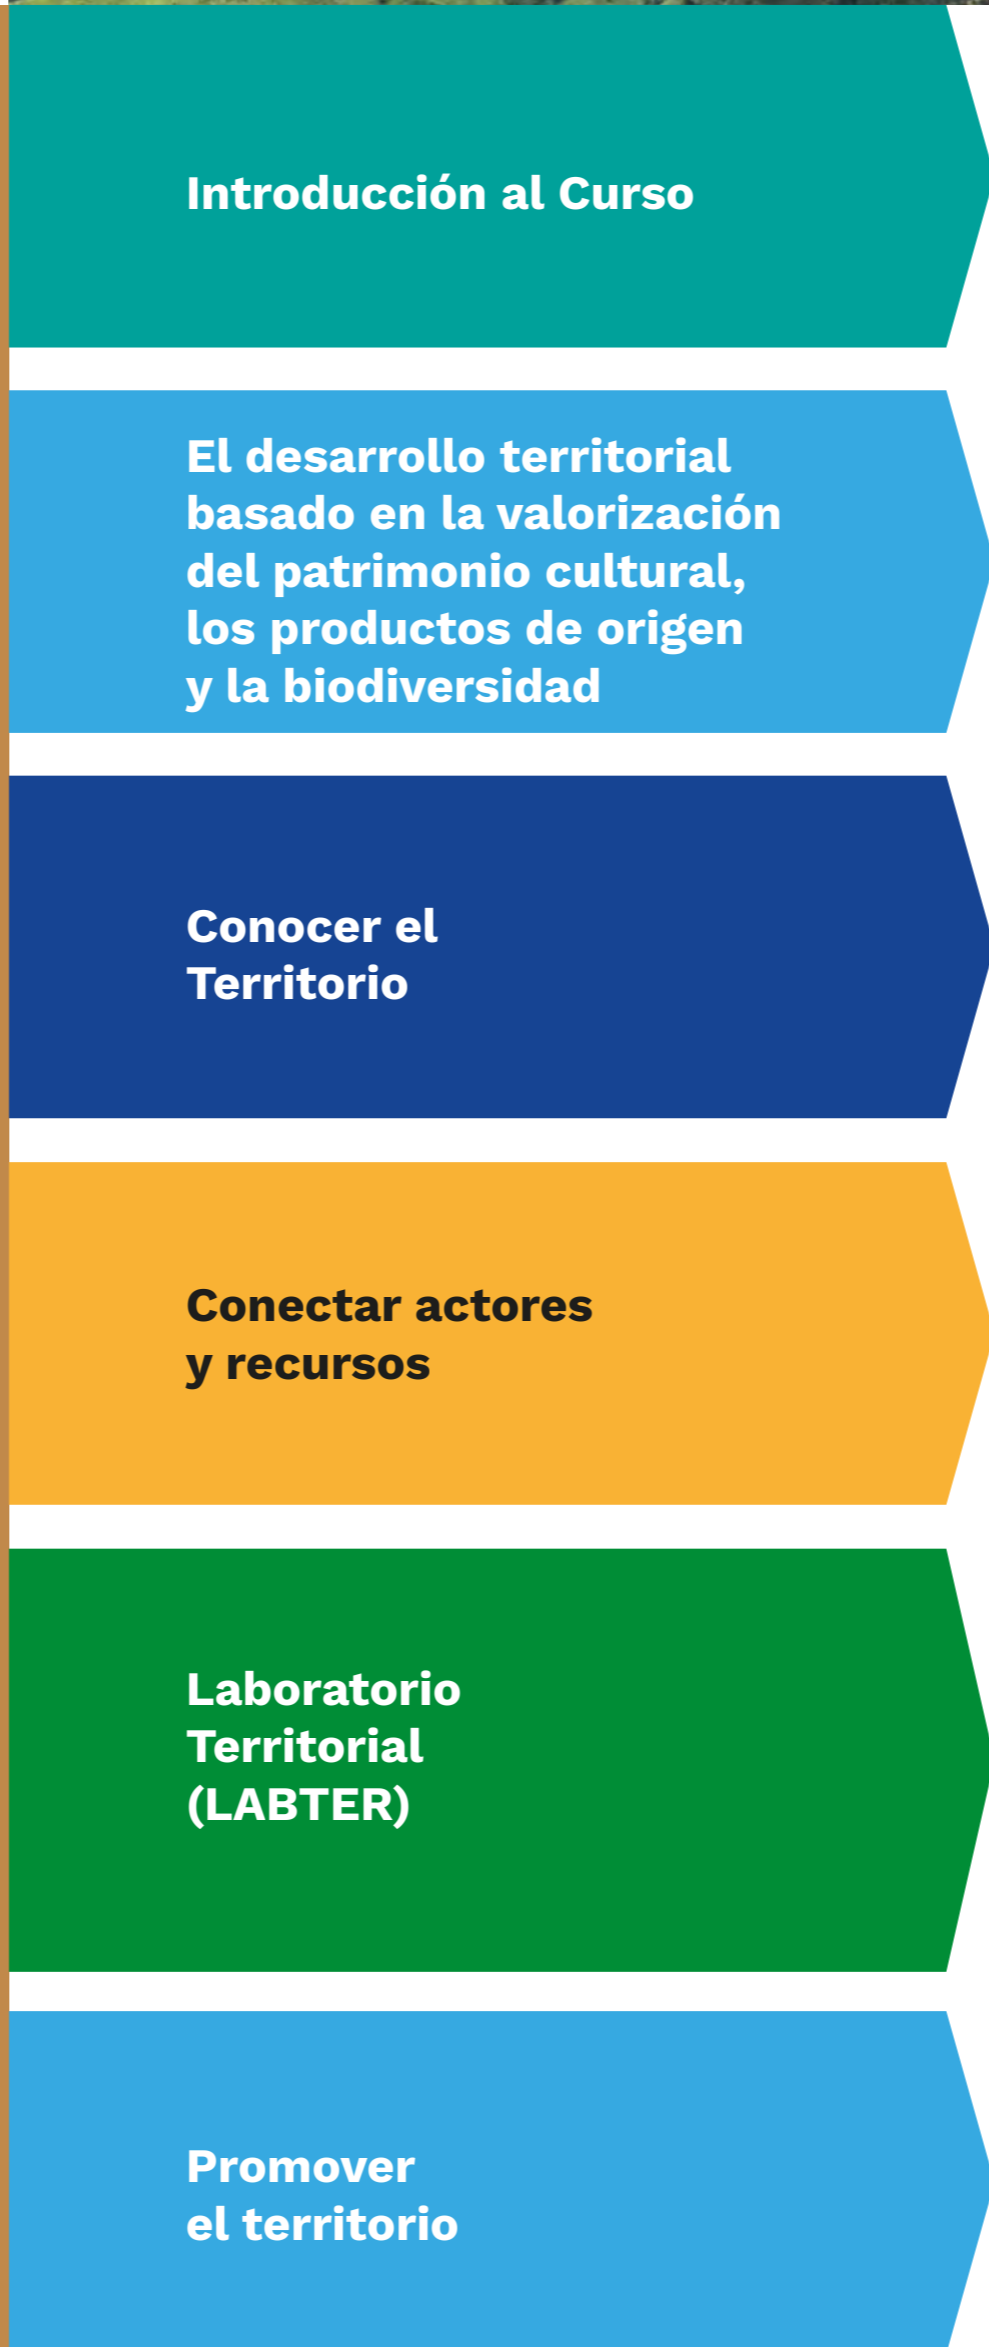 Introducción al Curso
El desarrollo territorial
basado en la valorización
del patrimonio cultural,
los productos de origen
y la biodiversidad
Conocer el
Territorio
Conectar actores
y recursos
Laboratorio
Territorial
(LABTER)
Promover
el territorio